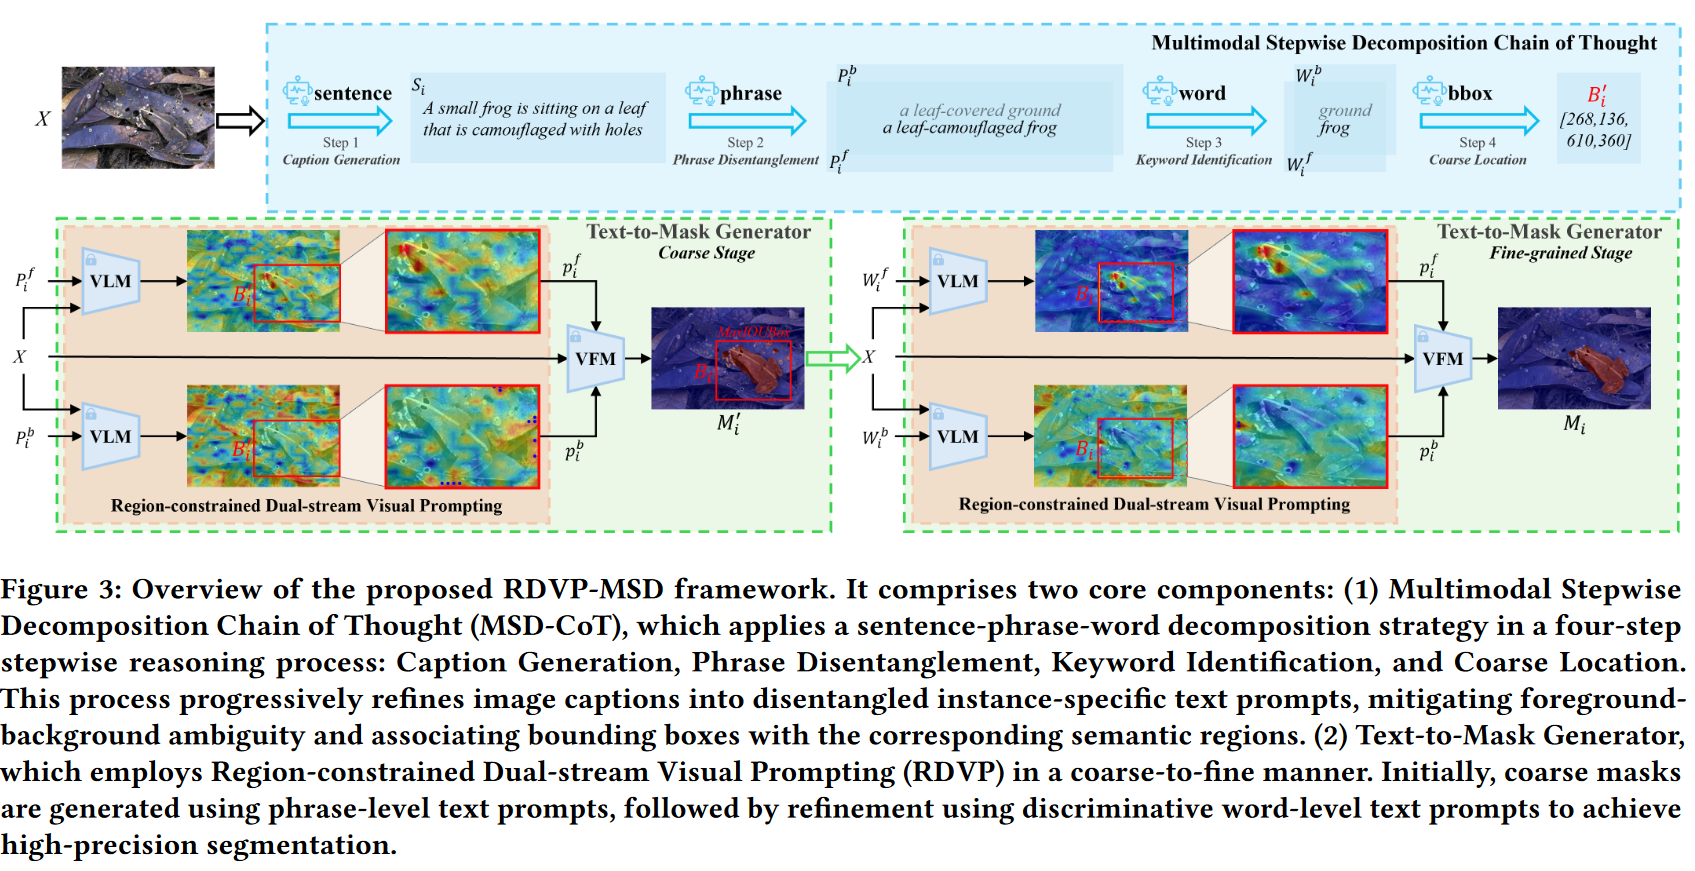 Multimodal Stepwise Decomposition Chain of Thought
X
sentence
Step 1
Caption Generation
S_i
A small frog is sitting on a leaf
that is camouflaged with holes
phrase
Step 2
Phrase Disentanglement
P_i^b
a leaf-covered ground
a leaf-camouflaged frog
P_i^f
word
Step 3
Keyword Identification
W_i^b
ground
frog
W_i^f
bbox
Step 4
Coarse Location
B_i'
[268,136,
610,360]
Text-to-Mask Generator
Coarse Stage
P_i^f
VLM
B_i'
p_i^f
X
VFM
MaxIOUBox
B_i
M_i'
P_i^b
VLM
B_i'
p_i^b
Region-constrained Dual-stream Visual Prompting
Text-to-Mask Generator
Fine-grained Stage
W_i^f
VLM
B_i
p_i^f
X
VFM
M_i
W_i^b
VLM
B_i
p_i^b
Region-constrained Dual-stream Visual Prompting
Figure 3: Overview of the proposed RDVP-MSD framework. It comprises two core components: (1) Multimodal Stepwise
Decomposition Chain of Thought (MSD-CoT), which applies a sentence-phrase-word decomposition strategy in a four-step
stepwise reasoning process: Caption Generation, Phrase Disentanglement, Keyword Identification, and Coarse Location.
This process progressively refines image captions into disentangled instance-specific text prompts, mitigating foreground-
background ambiguity and associating bounding boxes with the corresponding semantic regions. (2) Text-to-Mask Generator,
which employs Region-constrained Dual-stream Visual Prompting (RDVP) in a coarse-to-fine manner. Initially, coarse masks
are generated using phrase-level text prompts, followed by refinement using discriminative word-level text prompts to achieve
high-precision segmentation.